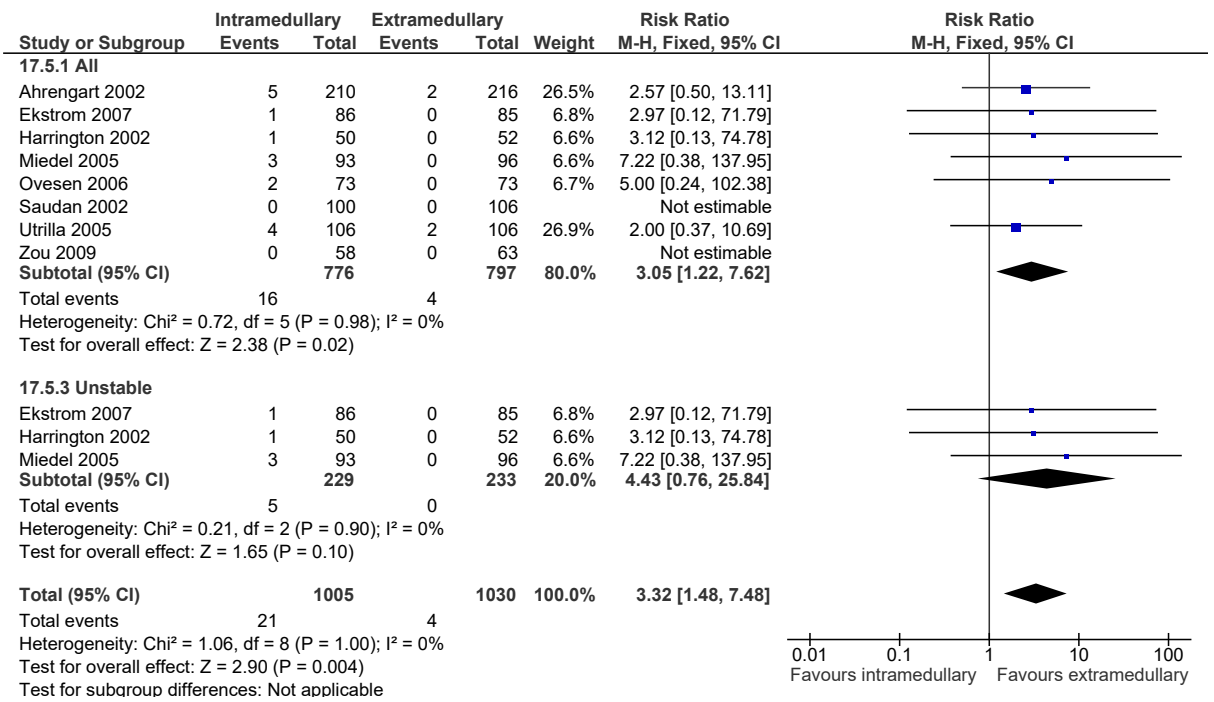 Intramedullary Extramedullary Risk Ratio Risk Ratio
Study or Subgroup Events Total Events Total Weight M-H, Fixed, 95% CI M-H, Fixed, 95% CI
17.5.1 All
Ahrengart 2002 5 210 2 216 26.5% 2.57 [0.50, 13.11]
Ekstrom 2007 1 86 0 85 6.8% 2.97 [0.12, 71.79]
Harrington 2002 1 50 0 52 6.6% 3.12 [0.13, 74.78]
Miedel 2005 3 93 0 96 6.6% 7.22 [0.38, 137.95]
Ovesen 2006 2 73 0 73 6.7% 5.00 [0.24, 102.38]
Saudan 2002 0 100 0 106 Not estimable
Utrilla 2005 4 106 2 106 26.9% 2.00 [0.37, 10.69]
Zou 2009 0 58 0 63 Not estimable
Subtotal (95% CI) 776 797 80.0% 3.05 [1.22, 7.62]
Total events 16 4
Heterogeneity: Chi² = 0.72, df = 5 (P = 0.98); I² = 0%
Test for overall effect: Z = 2.38 (P = 0.02)
17.5.3 Unstable
Ekstrom 2007 1 86 0 85 6.8% 2.97 [0.12, 71.79]
Harrington 2002 1 50 0 52 6.6% 3.12 [0.13, 74.78]
Miedel 2005 3 93 0 96 6.6% 7.22 [0.38, 137.95]
Subtotal (95% CI) 229 233 20.0% 4.43 [0.76, 25.84]
Total events 5 0
Heterogeneity: Chi² = 0.21, df = 2 (P = 0.90); I² = 0%
Test for overall effect: Z = 1.65 (P = 0.10)
Total (95% CI) 1005 1030 100.0% 3.32 [1.48, 7.48]
Total events 21 4
Heterogeneity: Chi² = 1.06, df = 8 (P = 1.00); I² = 0%
Test for overall effect: Z = 2.90 (P = 0.004)
Test for subgroup differences: Not applicable
0.01 0.1 1 10 100
Favours intramedullary Favours extramedullary